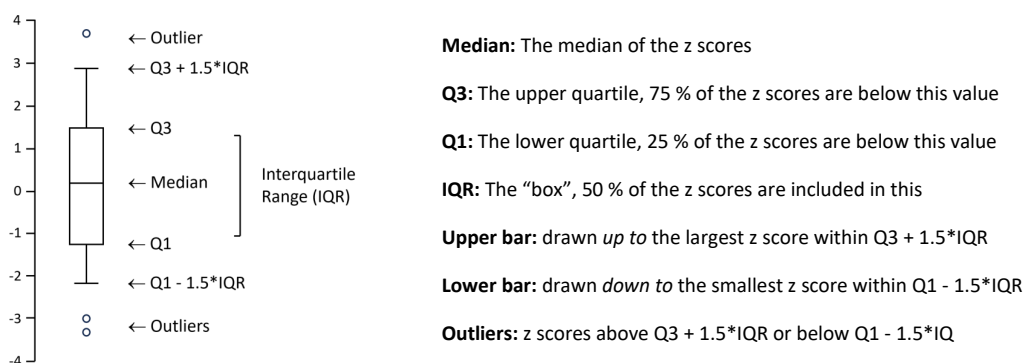 4
3
2
1
0
-1
-2
-3
-4
← Outlier
← Q3 + 1.5*IQR
← Q3
← Median
← Q1
← Q1 - 1.5*IQR
← Outliers
Interquartile
Range (IQR)
Median: The median of the z scores
Q3: The upper quartile, 75 % of the z scores are below this value
Q1: The lower quartile, 25 % of the z scores are below this value
IQR: The “box”, 50 % of the z scores are included in this
Upper bar: drawn up to the largest z score within Q3 + 1.5*IQR
Lower bar: drawn down to the smallest z score within Q1 - 1.5*IQR
Outliers: z scores above Q3 + 1.5*IQR or below Q1 - 1.5*IQ